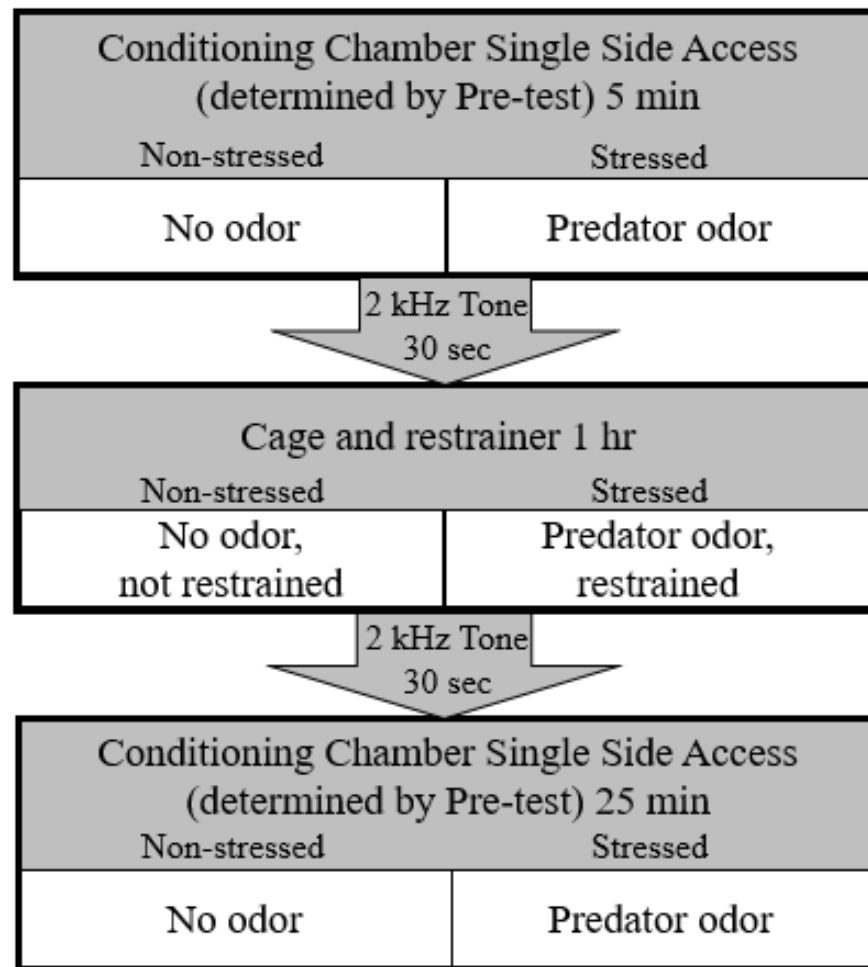 Conditioning Chamber Single Side Access
(determined by Pre-test) 5 min
Non-stressed Stressed
No odor Predator odor
2 kHz Tone
30 sec
Cage and restrainer 1 hr
Non-stressed Stressed
No odor, Predator odor,
not restrained restrained
2 kHz Tone
30 sec
Conditioning Chamber Single Side Access
(determined by Pre-test) 25 min
Non-stressed Stressed
No odor Predator odor